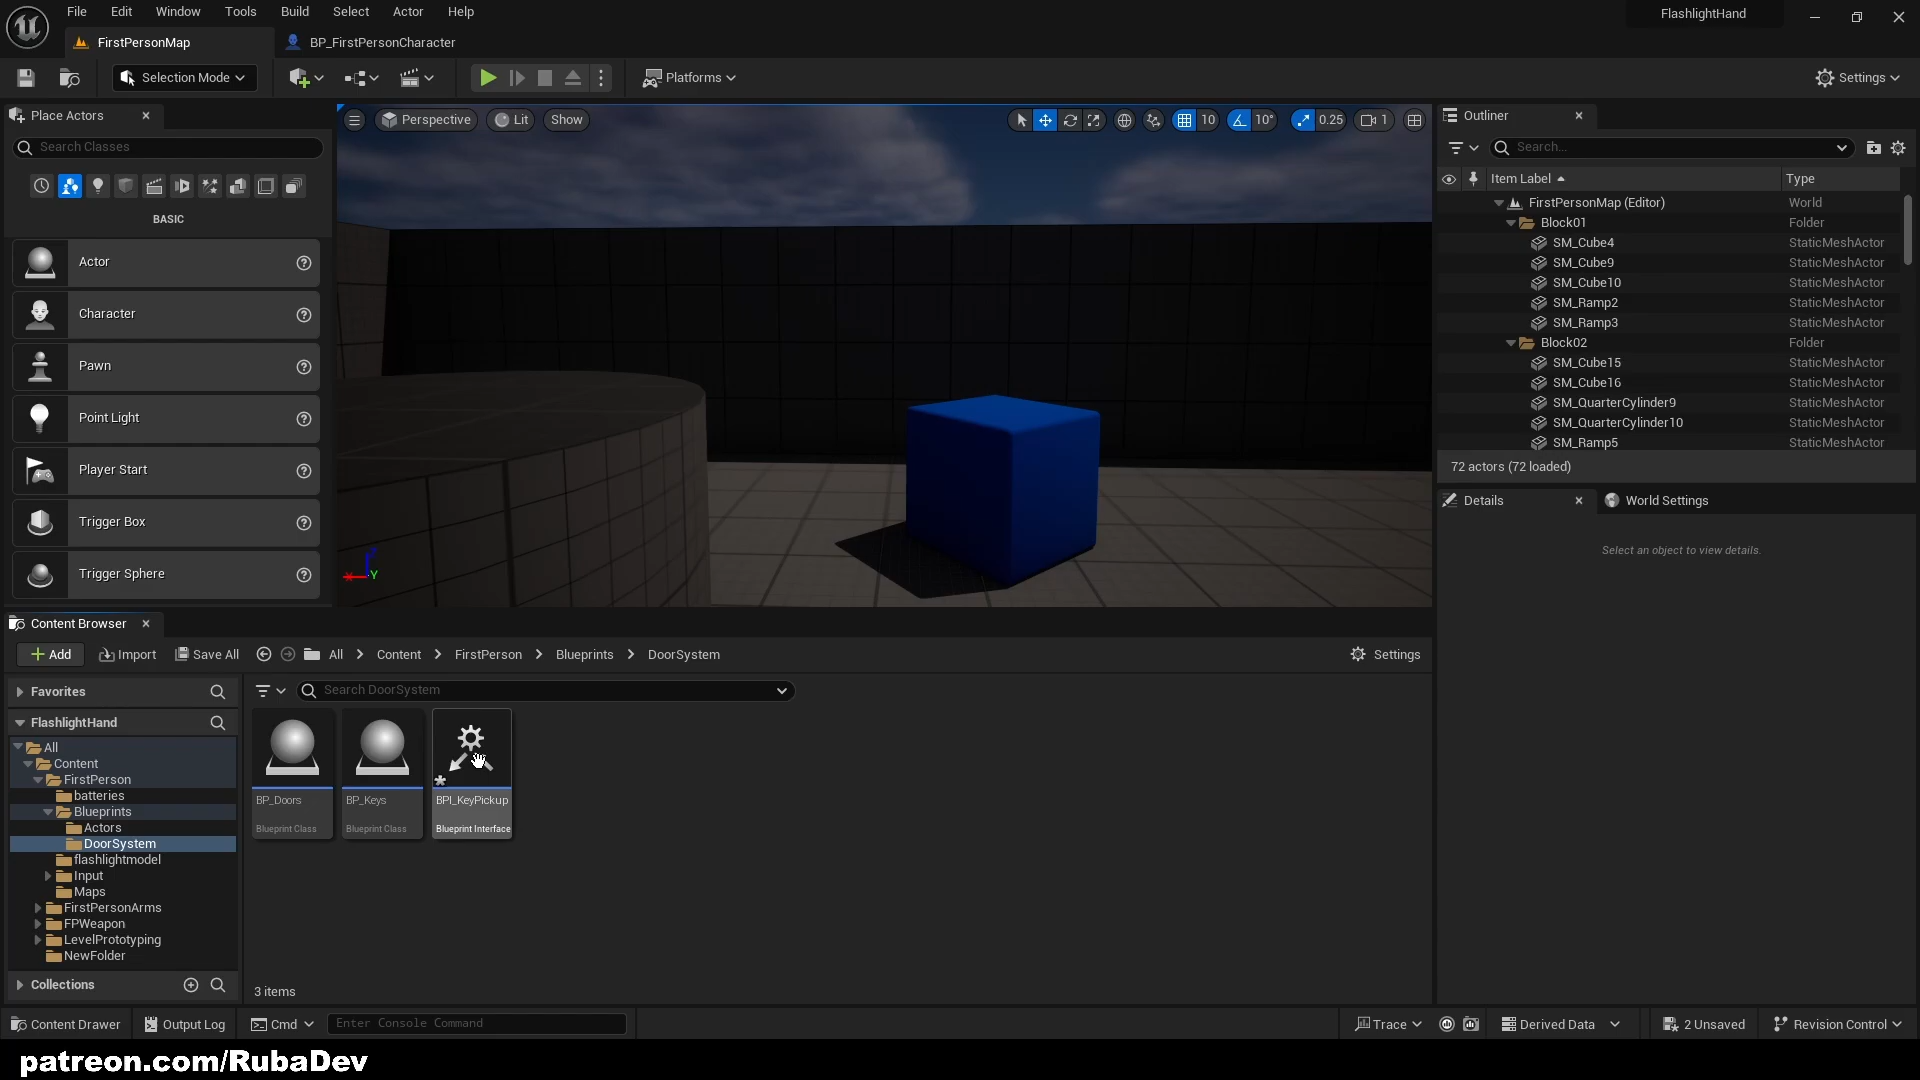 File Edit Window Tools Build Select Actor Help
FlashlightHand
FirstPersonMap
BP_FirstPersonCharacter
Selection Mode
Platforms
Settings
Place Actors
Search Classes
BASIC
Actor
Character
Pawn
Point Light
Player Start
Trigger Box
Trigger Sphere
Perspective
Lit
Show
10
10°
0.25
1
Y
Outliner
Search...
Item Label Type
FirstPersonMap (Editor) World
Block01 Folder
SM_Cube4 StaticMeshActor
SM_Cube9 StaticMeshActor
SM_Cube10 StaticMeshActor
SM_Ramp2 StaticMeshActor
SM_Ramp3 StaticMeshActor
Block02 Folder
SM_Cube15 StaticMeshActor
SM_Cube16 StaticMeshActor
SM_QuarterCylinder9 StaticMeshActor
SM_QuarterCylinder10 StaticMeshActor
SM_Ramp5 StaticMeshActor
72 actors (72 loaded)
Details
World Settings
Select an object to view details.
Content Browser
Add
Import
Save All
All > Content > FirstPerson > Blueprints > DoorSystem
Settings
Favorites
FlashlightHand
All
Content
FirstPerson
batteries
Blueprints
Actors
DoorSystem
flashlightmodel
Input
Maps
FirstPersonArms
FPWeapon
LevelPrototyping
NewFolder
Collections
Search DoorSystem
BP_Doors
Blueprint Class
BP_Keys
Blueprint Class
BPI_KeyPickup
Blueprint Interface
3 items
Content Drawer
Output Log
Cmd
Enter Console Command
Trace
Derived Data
2 Unsaved
Revision Control
patreon.com/RubaDev